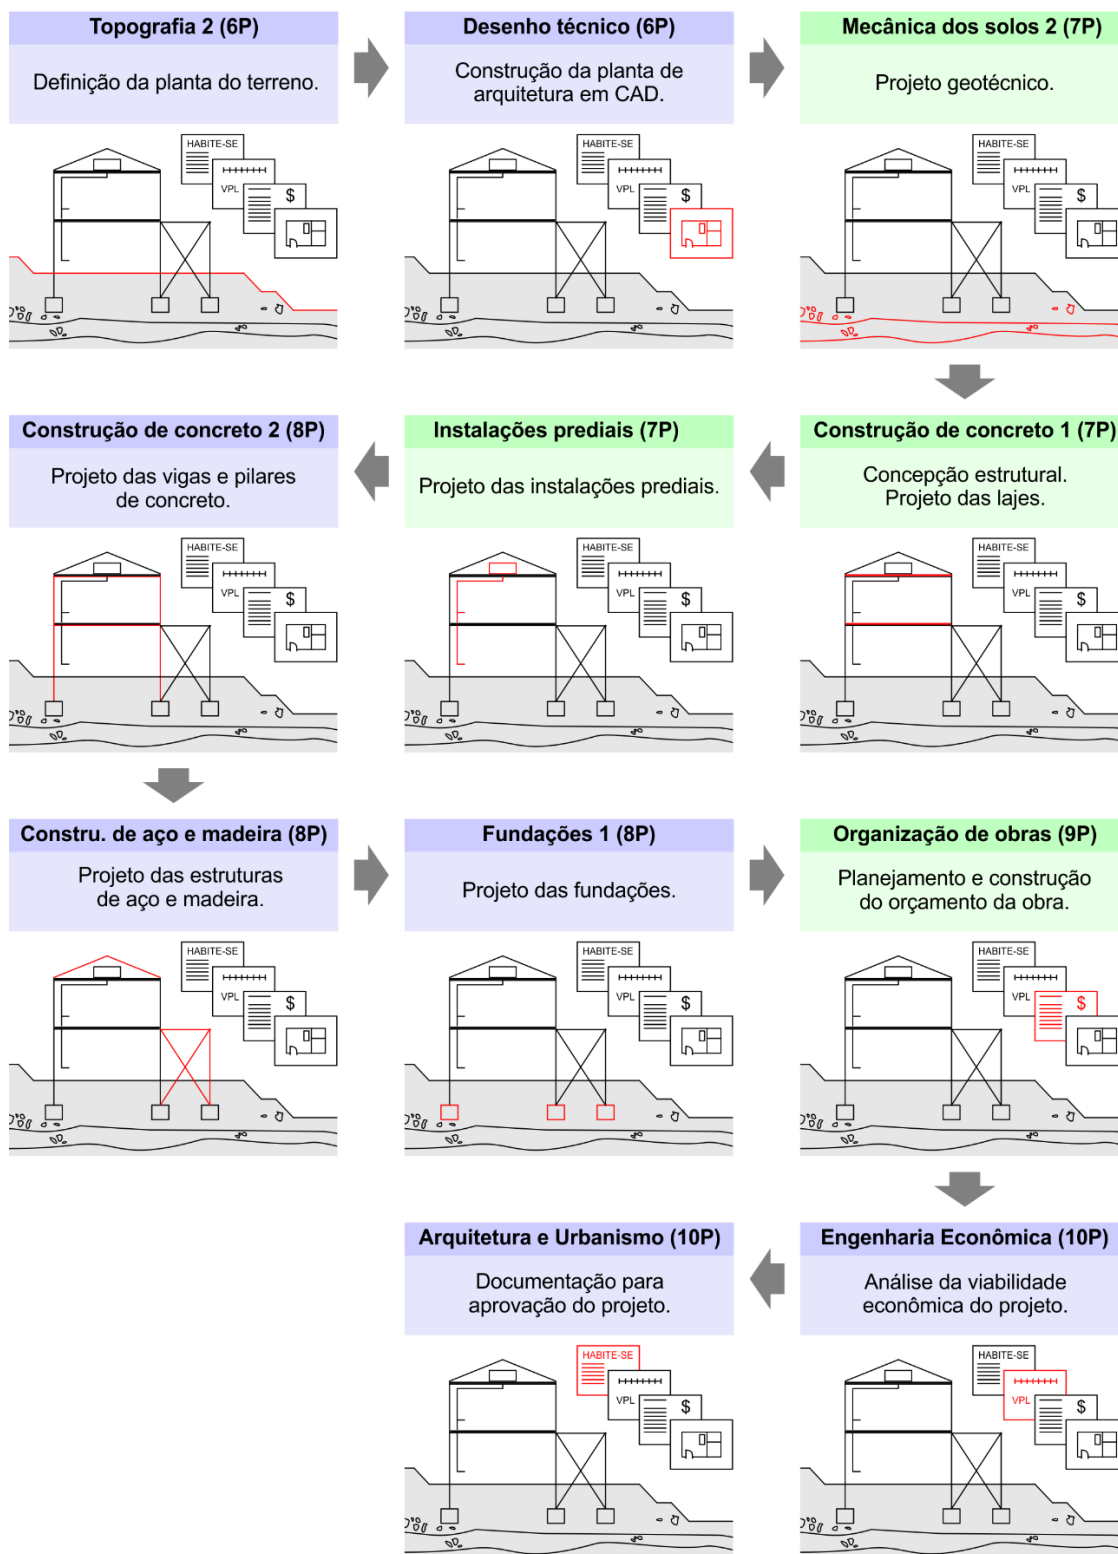 Topografia 2 (6P)
Definição da planta do terreno.
HABITE-SE
VPL
$
Desenho técnico (6P)
Construção da planta de
arquitetura em CAD.
HABITE-SE
VPL
$
Mecânica dos solos 2 (7P)
Projeto geotécnico.
HABITE-SE
VPL
$
Construção de concreto 2 (8P)
Projeto das vigas e pilares
de concreto.
HABITE-SE
VPL
$
Instalações prediais (7P)
Projeto das instalações prediais.
HABITE-SE
VPL
$
Construção de concreto 1 (7P)
Concepção estrutural.
Projeto das lajes.
HABITE-SE
VPL
$
Constru. de aço e madeira (8P)
Projeto das estruturas
de aço e madeira.
HABITE-SE
VPL
$
Fundações 1 (8P)
Projeto das fundações.
HABITE-SE
VPL
$
Organização de obras (9P)
Planejamento e construção
do orçamento da obra.
HABITE-SE
VPL
$
Arquitetura e Urbanismo (10P)
Documentação para
aprovação do projeto.
HABITE-SE
VPL
$
Engenharia Econômica (10P)
Análise da viabilidade
econômica do projeto.
HABITE-SE
VPL
$